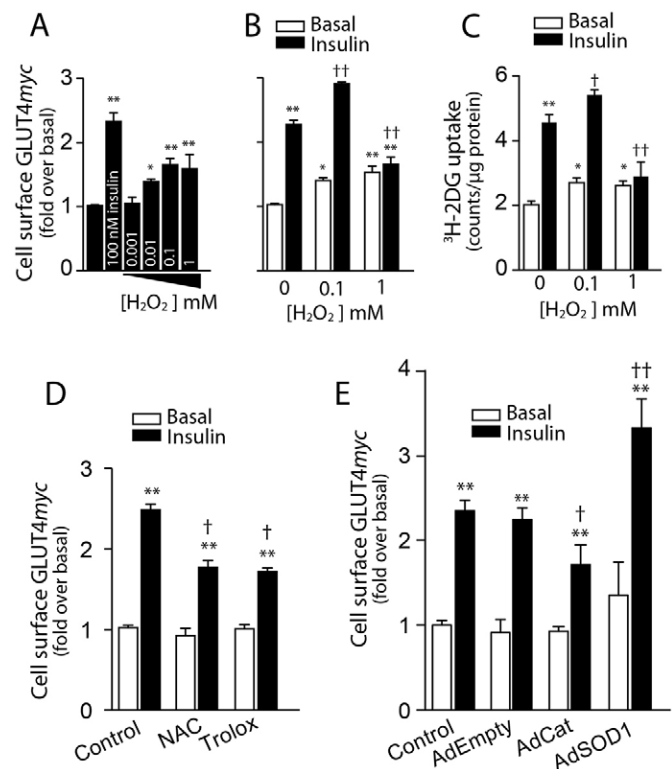 A
Cell surface GLUT4myc
(fold over basal)
3
2
1
0
**
*
**
**
100 nM insulin
0.001
0.01
0.1
1
[H₂O₂ ] mM
B
Basal
Insulin
3
2
1
0
**
*
††
**
††
**
0
0.1
1
[H₂O₂ ] mM
C
Basal
Insulin
³H-2DG uptake
(counts/µg protein)
6
4
2
0
**
*
†
*
††
0
0.1
1
[H₂O₂ ] mM
D
Basal
Insulin
Cell surface GLUT4myc
(fold over basal)
3
2
1
0
**
†
**
†
**
Control
NAC
Trolox
E
Basal
Insulin
Cell surface GLUT4myc
(fold over basal)
4
3
2
1
0
**
**
†
**
††
**
Control
AdEmpty
AdCat
AdSOD1